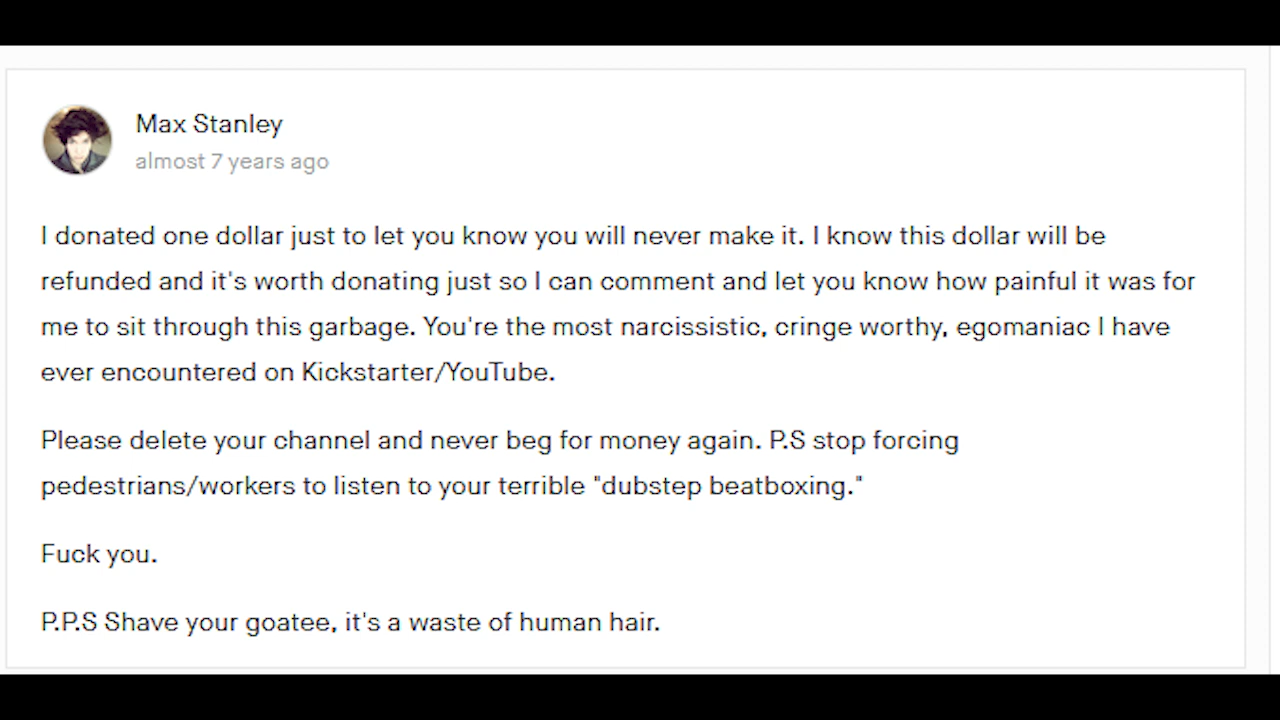 Max Stanley
almost 7 years ago
I donated one dollar just to let you know you will never make it. I know this dollar will be
refunded and it's worth donating just so I can comment and let you know how painful it was for
me to sit through this garbage. You're the most narcissistic, cringe worthy, egomaniac I have
ever encountered on Kickstarter/YouTube.
Please delete your channel and never beg for money again. P.S stop forcing
pedestrians/workers to listen to your terrible "dubstep beatboxing."
Fuck you.
P.P.S Shave your goatee, it's a waste of human hair.